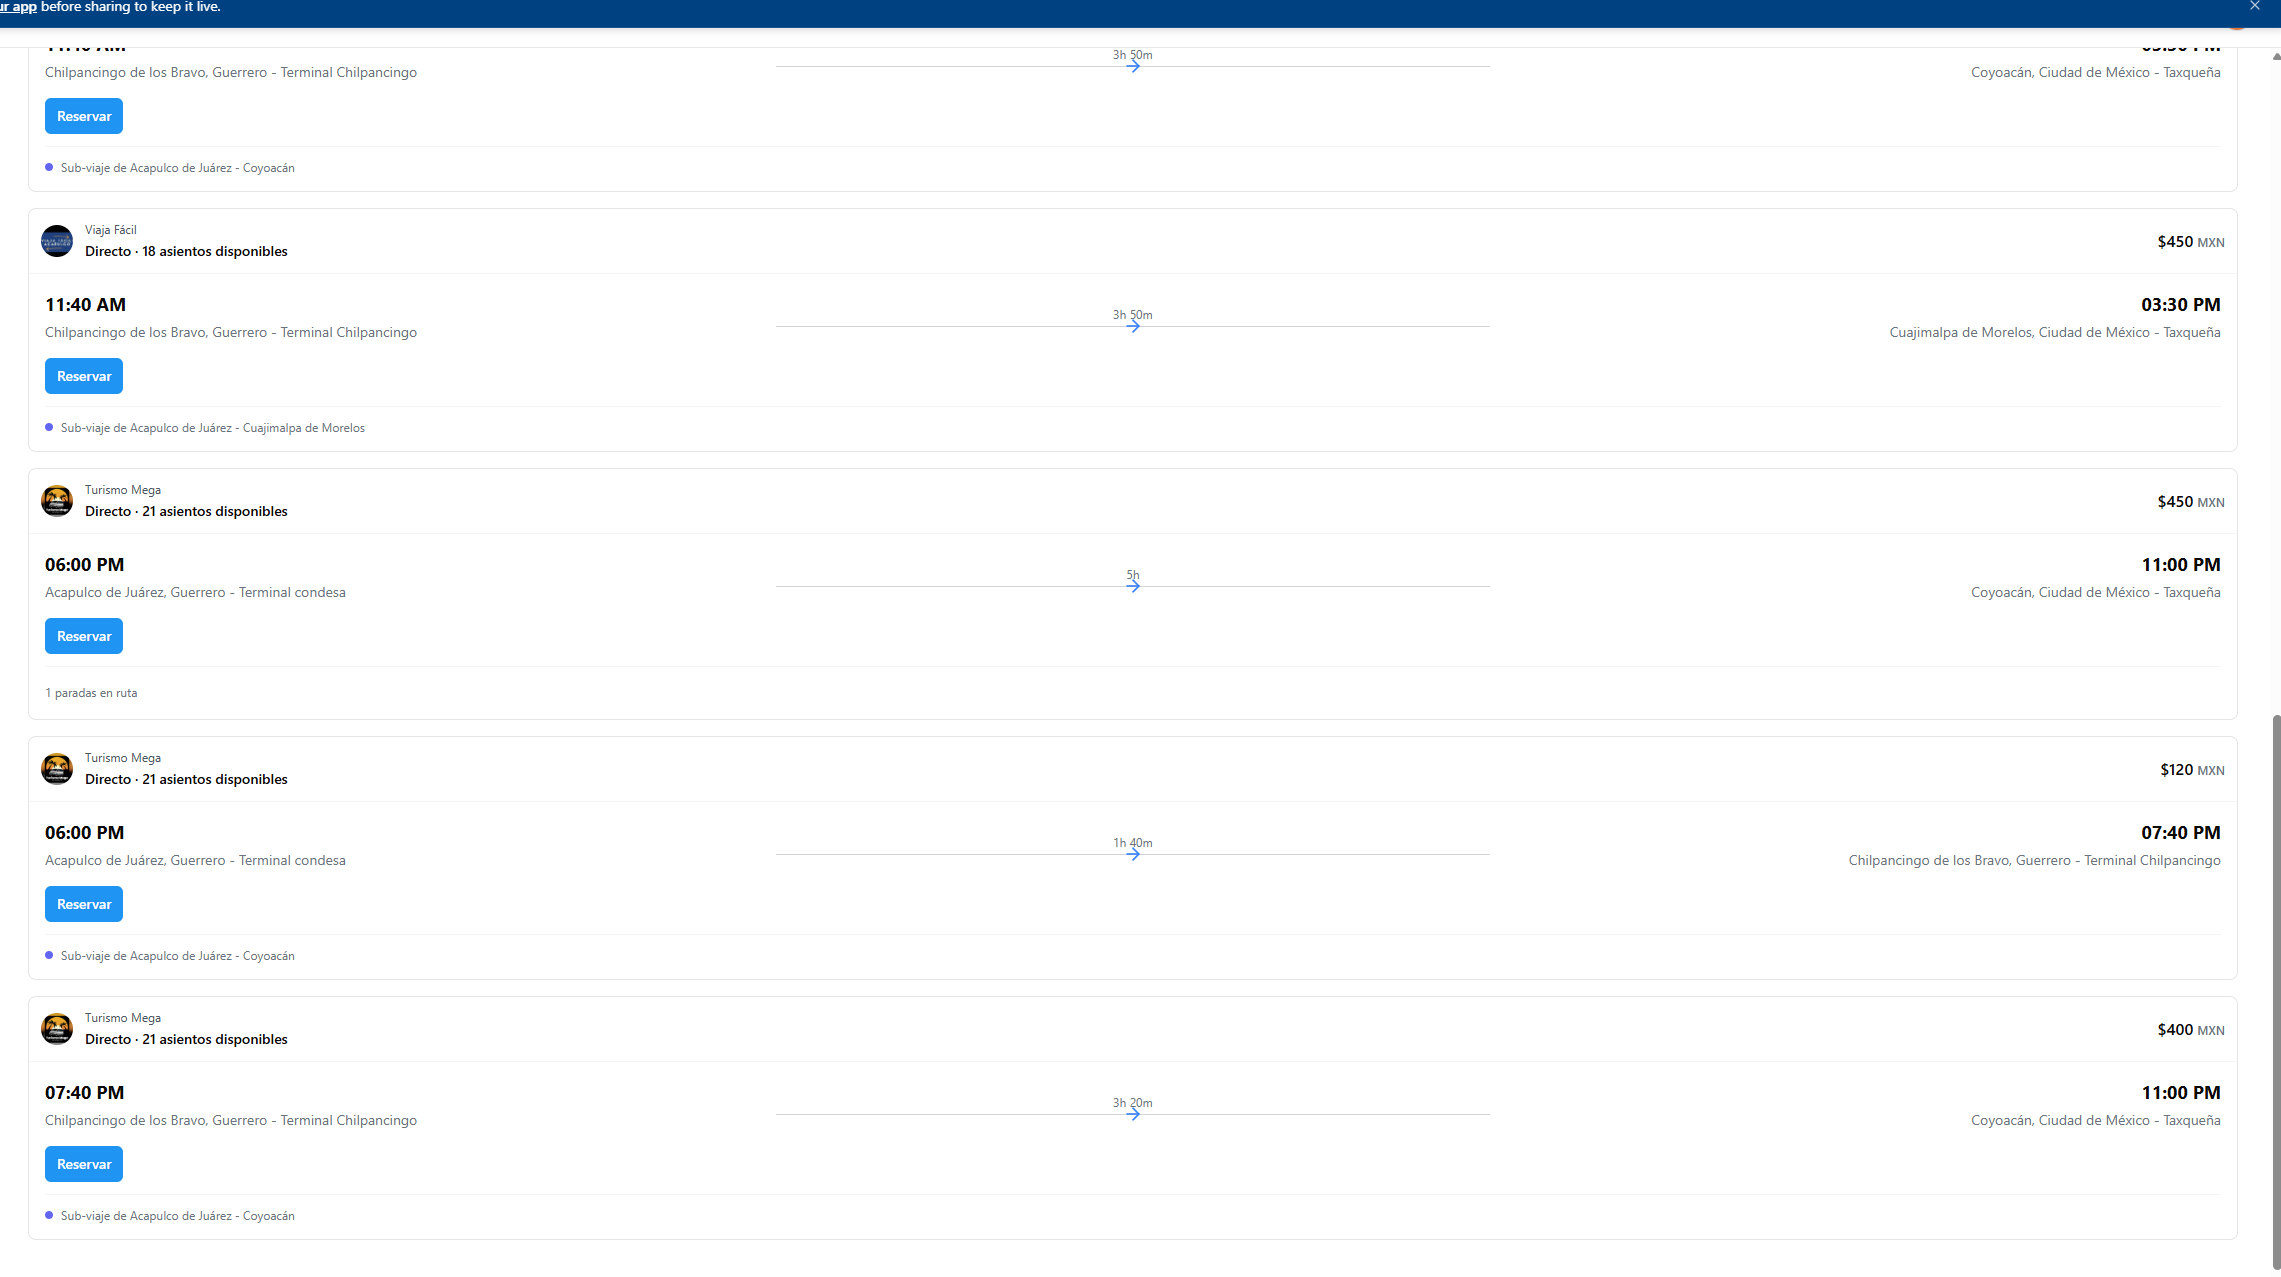 ur app before sharing to keep it live.
3h 50m
Chilpancingo de los Bravo, Guerrero - Terminal Chilpancingo
Coyoacán, Ciudad de México - Taxqueña
Reservar
Sub-viaje de Acapulco de Juárez - Coyoacán
Viaja Fácil
Directo · 18 asientos disponibles
$450 MXN
11:40 AM
3h 50m
03:30 PM
Chilpancingo de los Bravo, Guerrero - Terminal Chilpancingo
Cuajimalpa de Morelos, Ciudad de México - Taxqueña
Reservar
Sub-viaje de Acapulco de Juárez - Cuajimalpa de Morelos
Turismo Mega
Directo · 21 asientos disponibles
$450 MXN
06:00 PM
5h
11:00 PM
Acapulco de Juárez, Guerrero - Terminal condesa
Coyoacán, Ciudad de México - Taxqueña
Reservar
1 paradas en ruta
Turismo Mega
Directo · 21 asientos disponibles
$120 MXN
06:00 PM
1h 40m
07:40 PM
Acapulco de Juárez, Guerrero - Terminal condesa
Chilpancingo de los Bravo, Guerrero - Terminal Chilpancingo
Reservar
Sub-viaje de Acapulco de Juárez - Coyoacán
Turismo Mega
Directo · 21 asientos disponibles
$400 MXN
07:40 PM
3h 20m
11:00 PM
Chilpancingo de los Bravo, Guerrero - Terminal Chilpancingo
Coyoacán, Ciudad de México - Taxqueña
Reservar
Sub-viaje de Acapulco de Juárez - Coyoacán